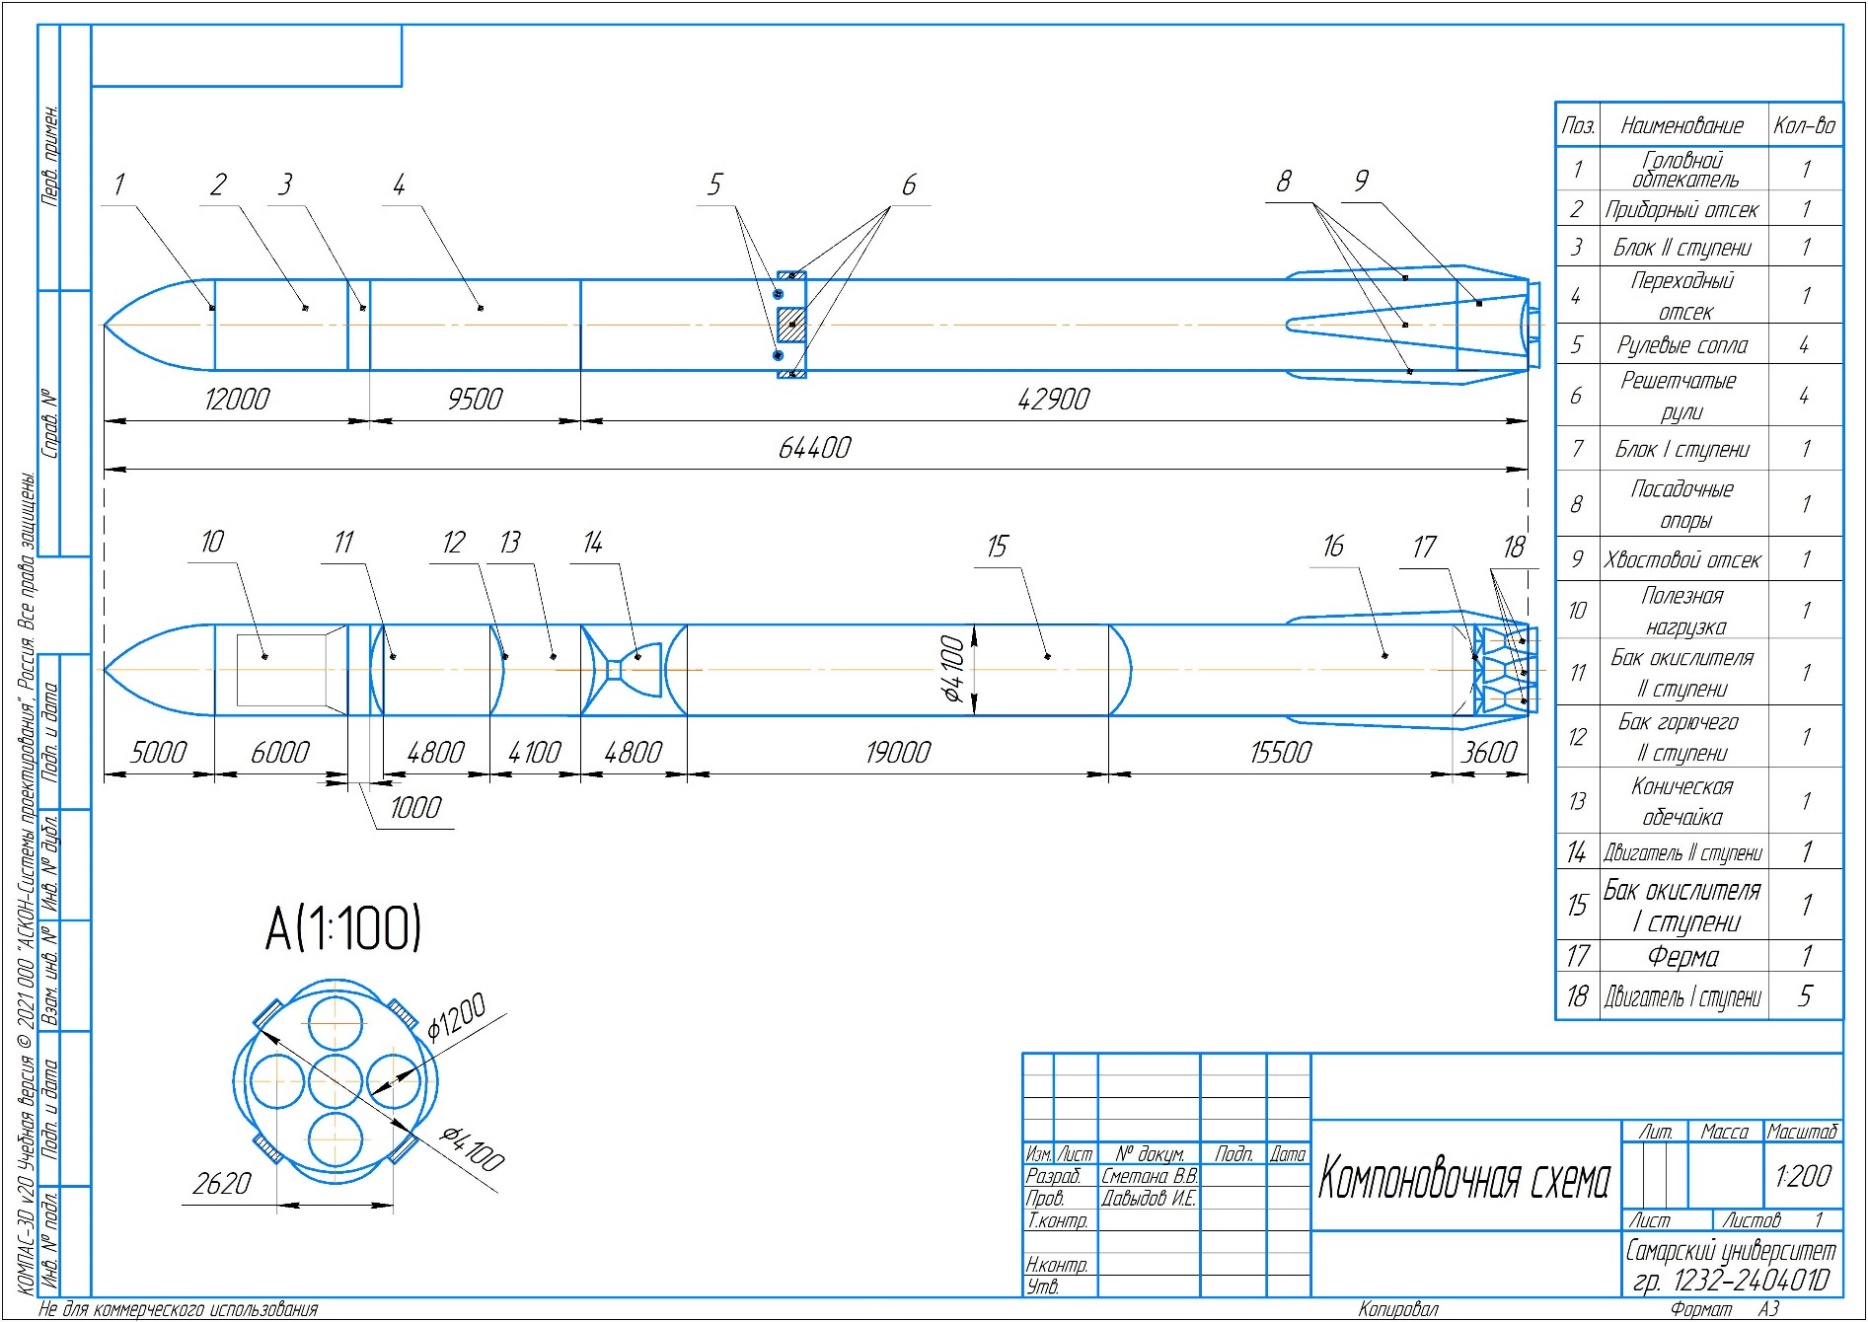 Перв. примен.
Справ. №
Подп. и дата
Инв. № дубл.
Взам. инв. №
Подп. и дата
Инв. № подл.
КОМПАС-3D v20 Учебная версия © 2021 ООО "АСКОН-Системы проектирования", Россия. Все права защищены.
1 2 3 4 5 6 8 9
12000 9500 42900
64400
10 11 12 13 14 15 16 17 18
ϕ4100
5000 6000 4800 4100 4800 19000 15500 3600
1000
А(1:100)
ϕ1200
ϕ4100
2620
Поз. Наименование Кол-во
1 Головной обтекатель 1
2 Приборный отсек 1
3 Блок II ступени 1
4 Переходный отсек 1
5 Рулевые сопла 4
6 Решетчатые рули 4
7 Блок I ступени 1
8 Посадочные опоры 1
9 Хвостовой отсек 1
10 Полезная нагрузка 1
11 Бак окислителя II ступени 1
12 Бак горючего II ступени 1
13 Коническая обечайка 1
14 Двигатель II ступени 1
15 Бак окислителя I ступени 1
17 Ферма 1
18 Двигатель I ступени 5
Изм. Лист № докум. Подп. Дата
Разраб. Сметана В.В.
Пров. Давыдов И.Е.
Т.контр.
Н.контр.
Утв.
Компоновочная схема
Лит. Масса Масштаб
1:200
Лист Листов 1
Самарский университет
гр. 1232-240401D
Не для коммерческого использования
Копировал
Формат А3